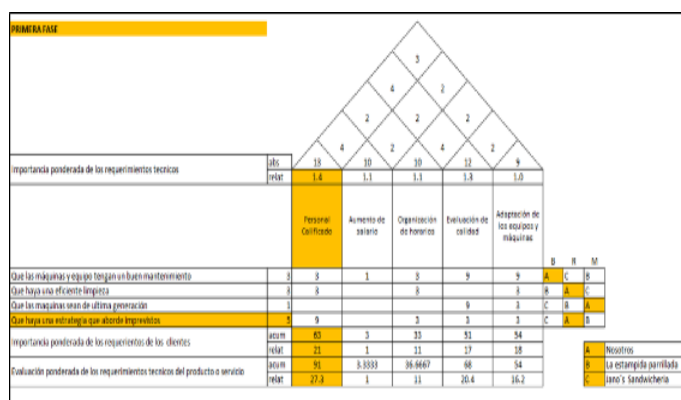 PRIMERA FASE
3
4 2
2 2 2
4 2 4 2
Importancia ponderada de los requerimientos tecnicos abs 13 10 10 12 9
relat 1.4 1.1 1.1 1.3 1.0
Personal Calificado
Aumento de salario
Organización de horarios
Evaluación de calidad
Adaptación de los equipos y máquinas
B R M
Que las máquinas y equipo tengan un buen mantenimiento 3 3 1 3 9 9 A C B
Que haya una eficiente limpieza 3 3 3 3 B A C
Que las maquinas sean de ultima generación 1 9 3 C B A
Que haya una estrategia que aborde imprevistos 5 9 3 3 3 C A B
Importancia ponderada de los requerientos de los clientes acum 63 3 33 51 54
relat 21 1 11 17 18
Evaluación ponderada de los requerimientos tecnicos del producto o servicio acum 91 3.3333 36.6667 68 54
relat 27.3 1 11 20.4 16.2
A Nosotros
B La estampida parrillada
C Jano´s Sandwicheria